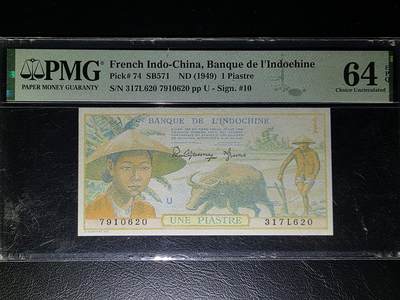 PMG
PAPER MONEY GUARANTY
French Indo-China, Banque de l'Indochine
Pick# 74 SB571 ND (1949) 1 Piastre
S/N 317L620 7910620 pp U - Sign. #10
64 EPQ
Choice Uncirculated
BANQUE DE L'INDOCHINE
U
7910620
UNE PIASTRE
317L620